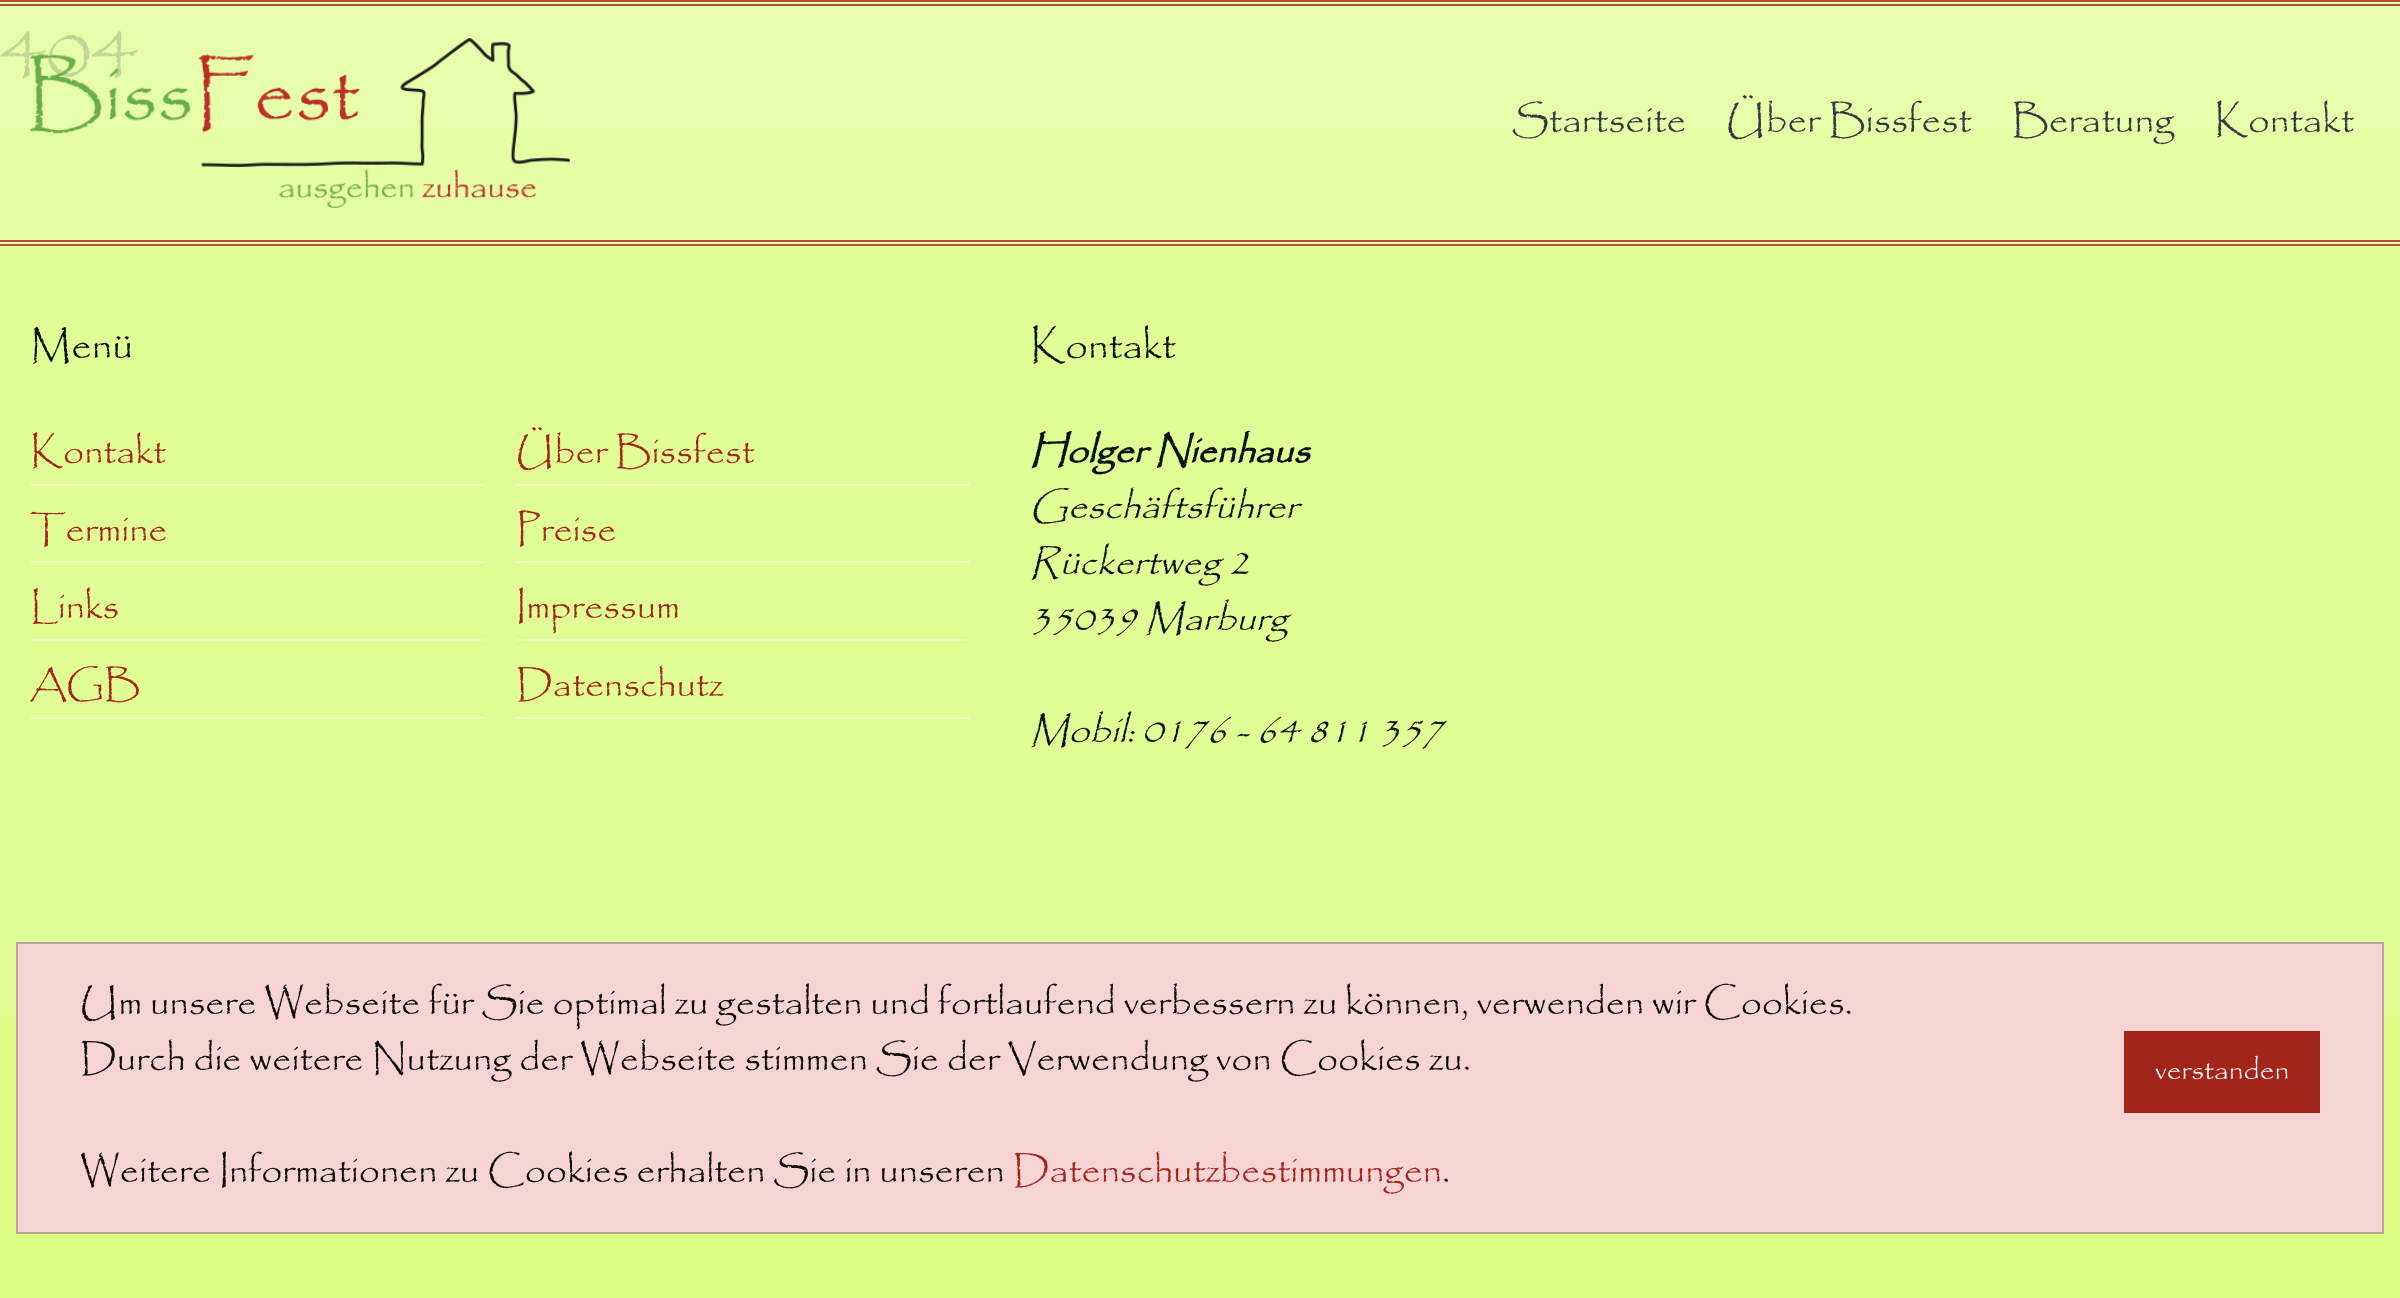 404
BissFest
ausgehen zuhause
Startseite Über Bissfest Beratung Kontakt
Menü
Kontakt
Über Bissfest
Termine
Preise
Links
Impressum
AGB
Datenschutz
Kontakt
Holger Nienhaus
Geschäftsführer
Rückertweg 2
35039 Marburg
Mobil: 0176 - 64 811 357
Um unsere Webseite für Sie optimal zu gestalten und fortlaufend verbessern zu können, verwenden wir Cookies.
Durch die weitere Nutzung der Webseite stimmen Sie der Verwendung von Cookies zu.
Weitere Informationen zu Cookies erhalten Sie in unseren Datenschutzbestimmungen.
verstanden